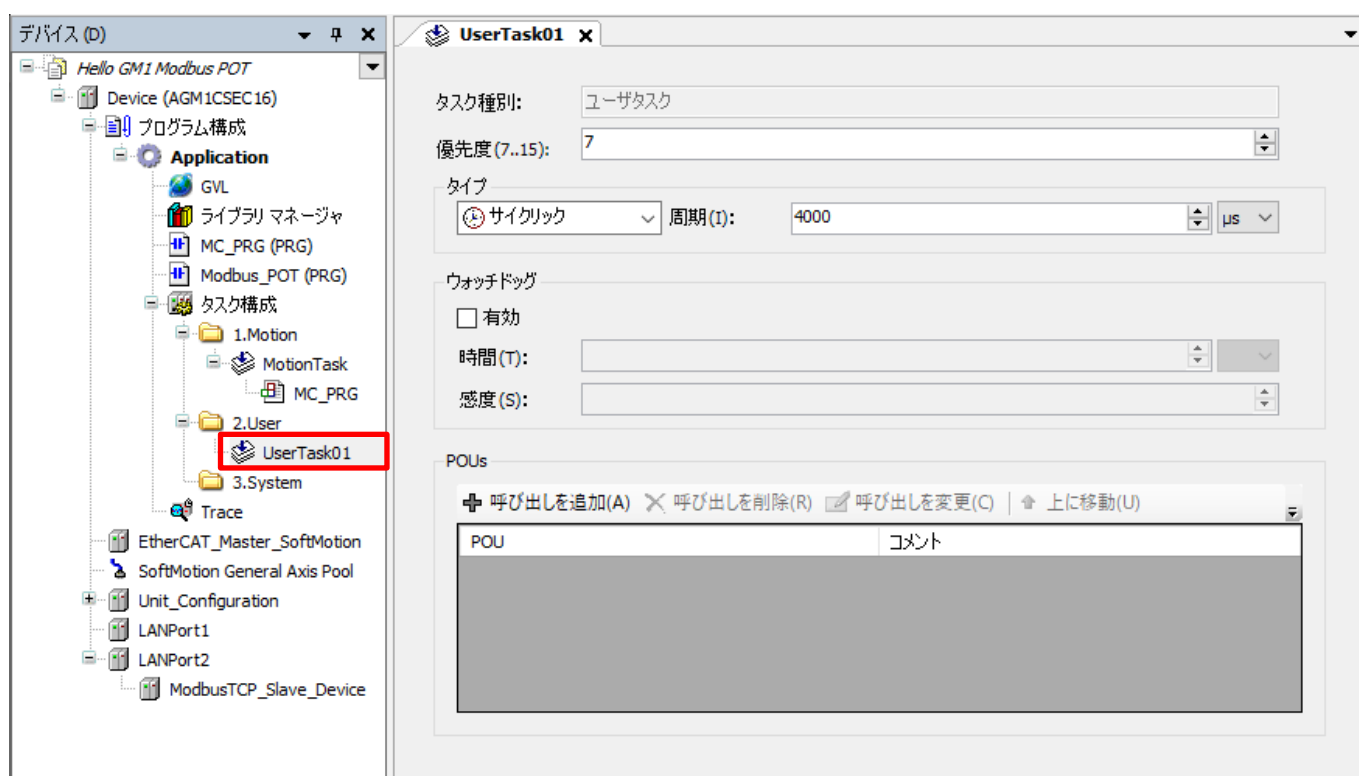 デバイス (D)
Hello GM1 Modbus POT
Device (AGM1CSEC16)
プログラム構成
Application
GVL
ライブラリ マネージャ
MC_PRG (PRG)
Modbus_POT (PRG)
タスク構成
1.Motion
MotionTask
MC_PRG
2.User
UserTask01
3.System
Trace
EtherCAT_Master_SoftMotion
SoftMotion General Axis Pool
Unit_Configuration
LANPort1
LANPort2
ModbusTCP_Slave_Device
UserTask01
タスク種別: ユーザタスク
優先度(7..15): 7
タイプ
サイクリック 周期(I): 4000 µs
ウォッチドッグ
有効
時間(T):
感度(S):
POUs
呼び出しを追加(A) 呼び出しを削除(R) 呼び出しを変更(C) | 上に移動(U)
POU コメント